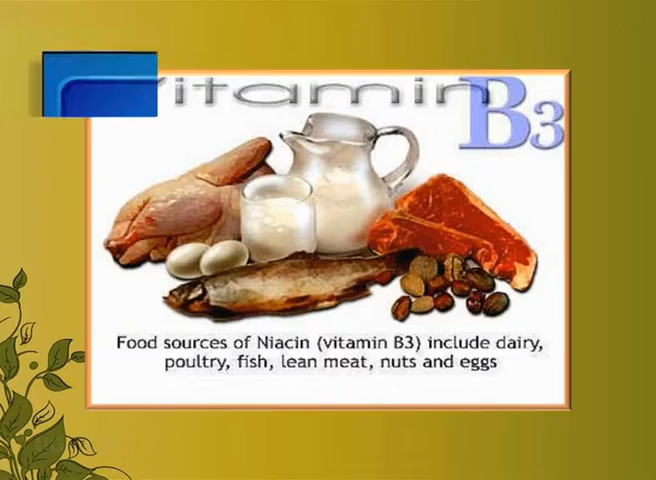 Vitamin
B3
Food sources of Niacin (vitamin B3) include dairy,
poultry, fish, lean meat, nuts and eggs